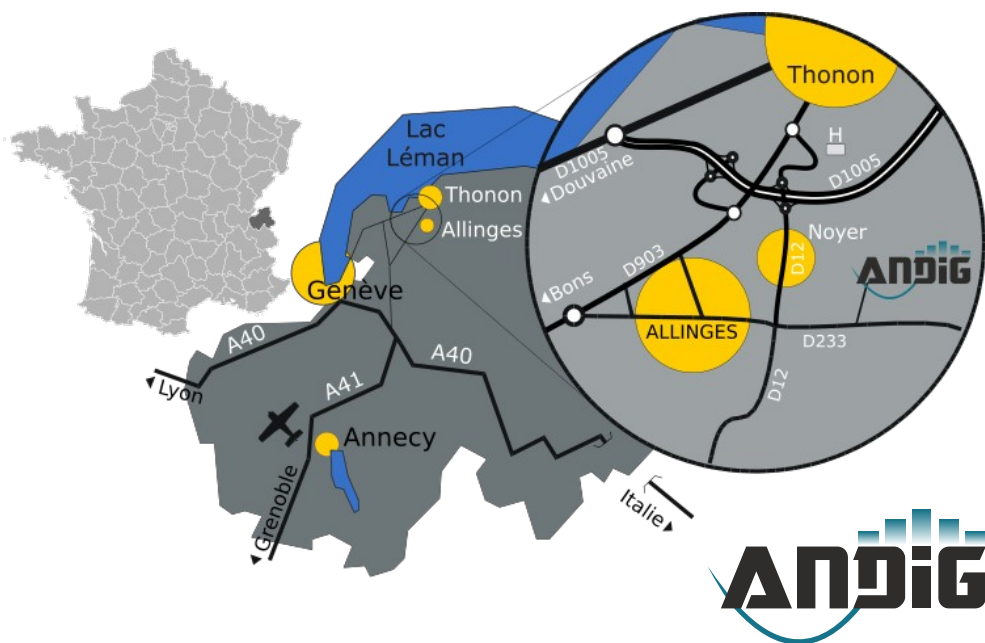 Lac
Léman
Thonon
Allinges
Genève
A40
Lyon
A41
A40
Annecy
Grenoble
Italie
Thonon
H
D1005
Douvaine
D1005
Noyer
D12
ANDiG
D903
Bons
ALLINGES
D233
D12
ANDiG